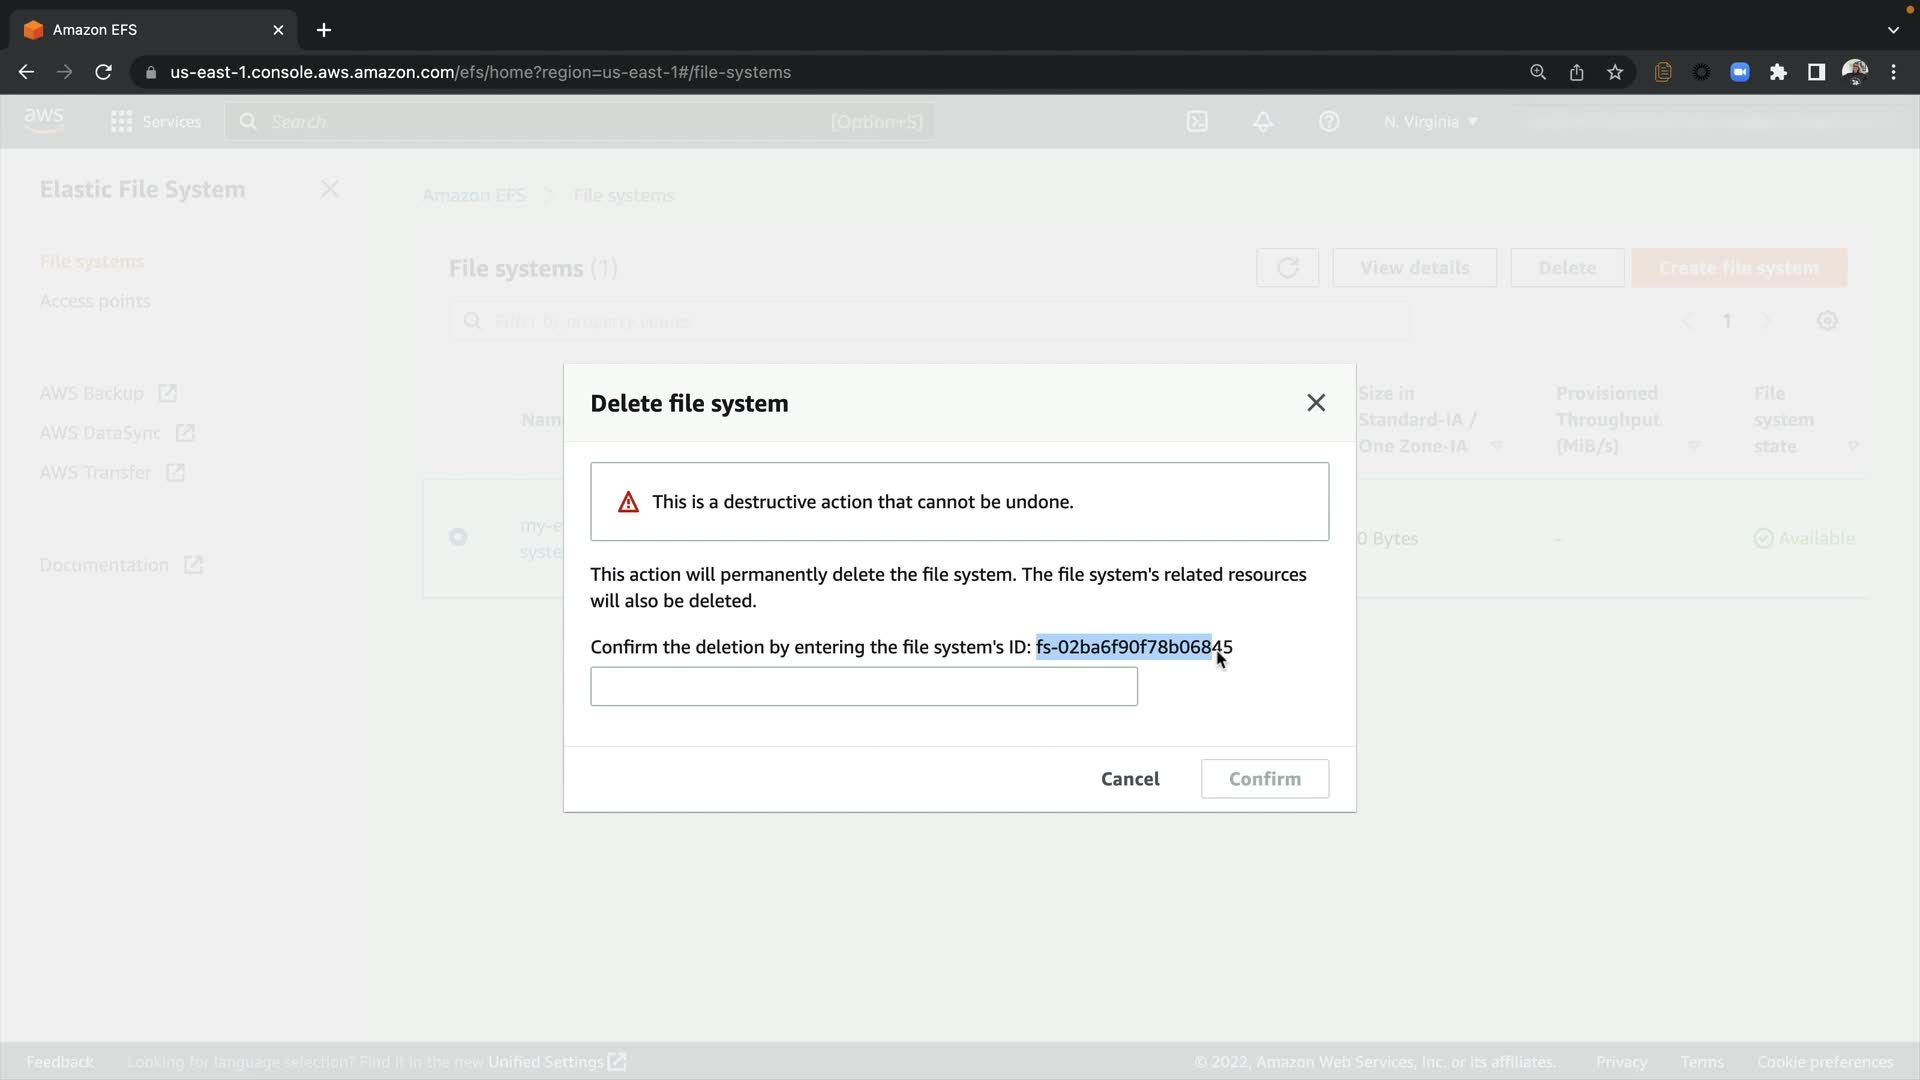 Amazon EFS
us-east-1.console.aws.amazon.com/efs/home?region=us-east-1#/file-systems
aws
Services
Search
[Option+S]
N. Virginia
Elastic File System
Amazon EFS
File systems
File systems
Access points
AWS Backup
AWS DataSync
AWS Transfer
Documentation
File systems (1)
View details
Delete
Create file system
Filter by property values
1
Name
Size in
Standard-IA /
One Zone-IA
Provisioned
Throughput
(MiB/s)
File
system
state
my-e
syste
0 Bytes
-
Available
Delete file system
This is a destructive action that cannot be undone.
This action will permanently delete the file system. The file system's related resources
will also be deleted.
Confirm the deletion by entering the file system's ID: fs-02ba6f90f78b06845
Cancel
Confirm
Feedback
Looking for language selection? Find it in the new Unified Settings
© 2022, Amazon Web Services, Inc. or its affiliates.
Privacy
Terms
Cookie preferences